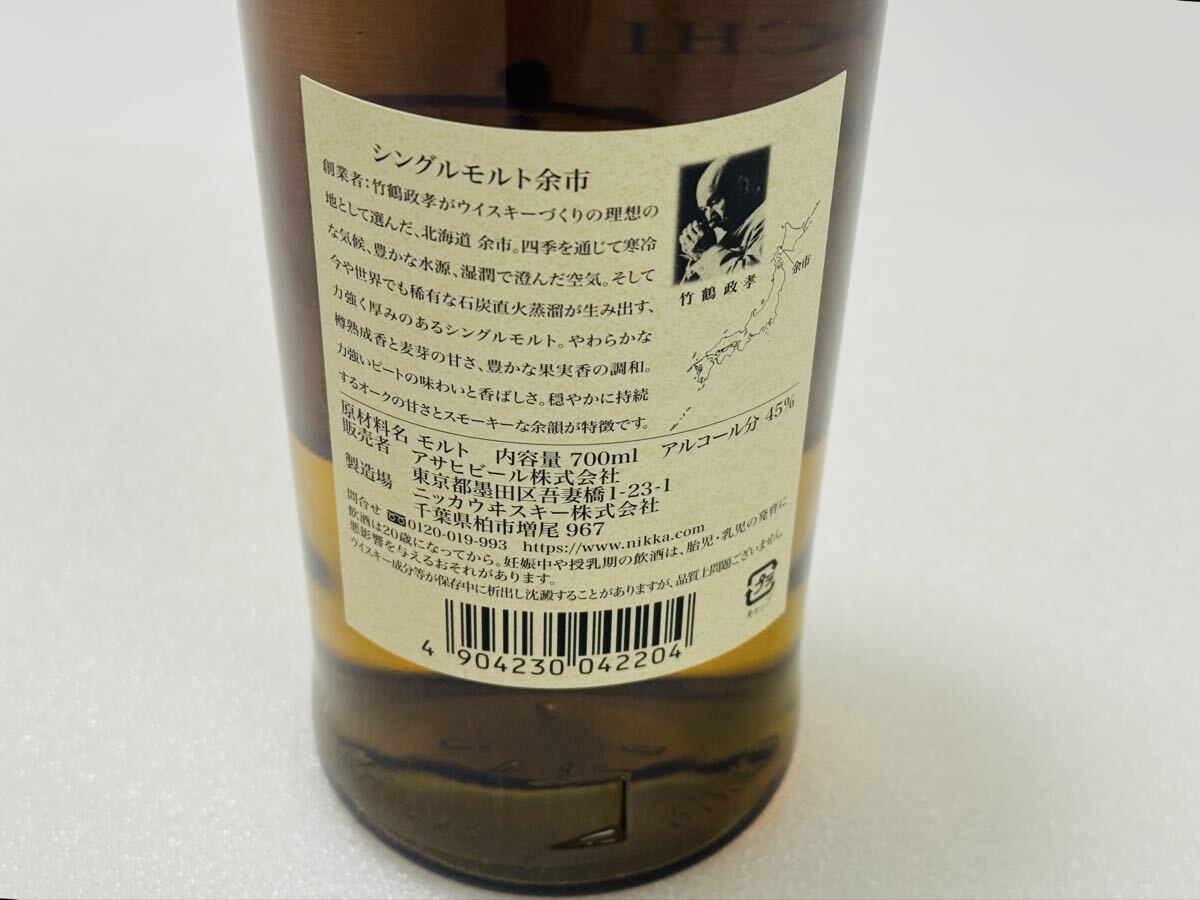 CHI
シングルモルト余市
創業者：竹鶴政孝がウイスキーづくりの理想の
地として選んだ、北海道 余市。四季を通じて寒冷
な気候、豊かな水源、湿潤で澄んだ空気。そして
今や世界でも稀有な石炭直火蒸溜が生み出す、
力強く厚みのあるシングルモルト。やわらかな
樽熟成香と麦芽の甘さ、豊かな果実香の調和。
力強いピートの味わいと香ばしさ。穏やかに持続
するオークの甘さとスモーキーな余韻が特徴です。
竹鶴政孝
余市
原材料名 モルト 内容量 700ml アルコール分 45%
販売者 アサヒビール株式会社
東京都墨田区吾妻橋1-23-1
製造場 ニッカウヰスキー株式会社
千葉県柏市増尾 967
問合せ 0120-019-993 https://www.nikka.com
飲酒は20歳になってから。妊娠中や授乳期の飲酒は、胎児・乳児の発育に
悪影響を与えるおそれがあります。
ウイスキー成分等が保存中に析出し沈澱することがありますが、品質上問題ございません。
プラ
キャップ
4 904230 042204